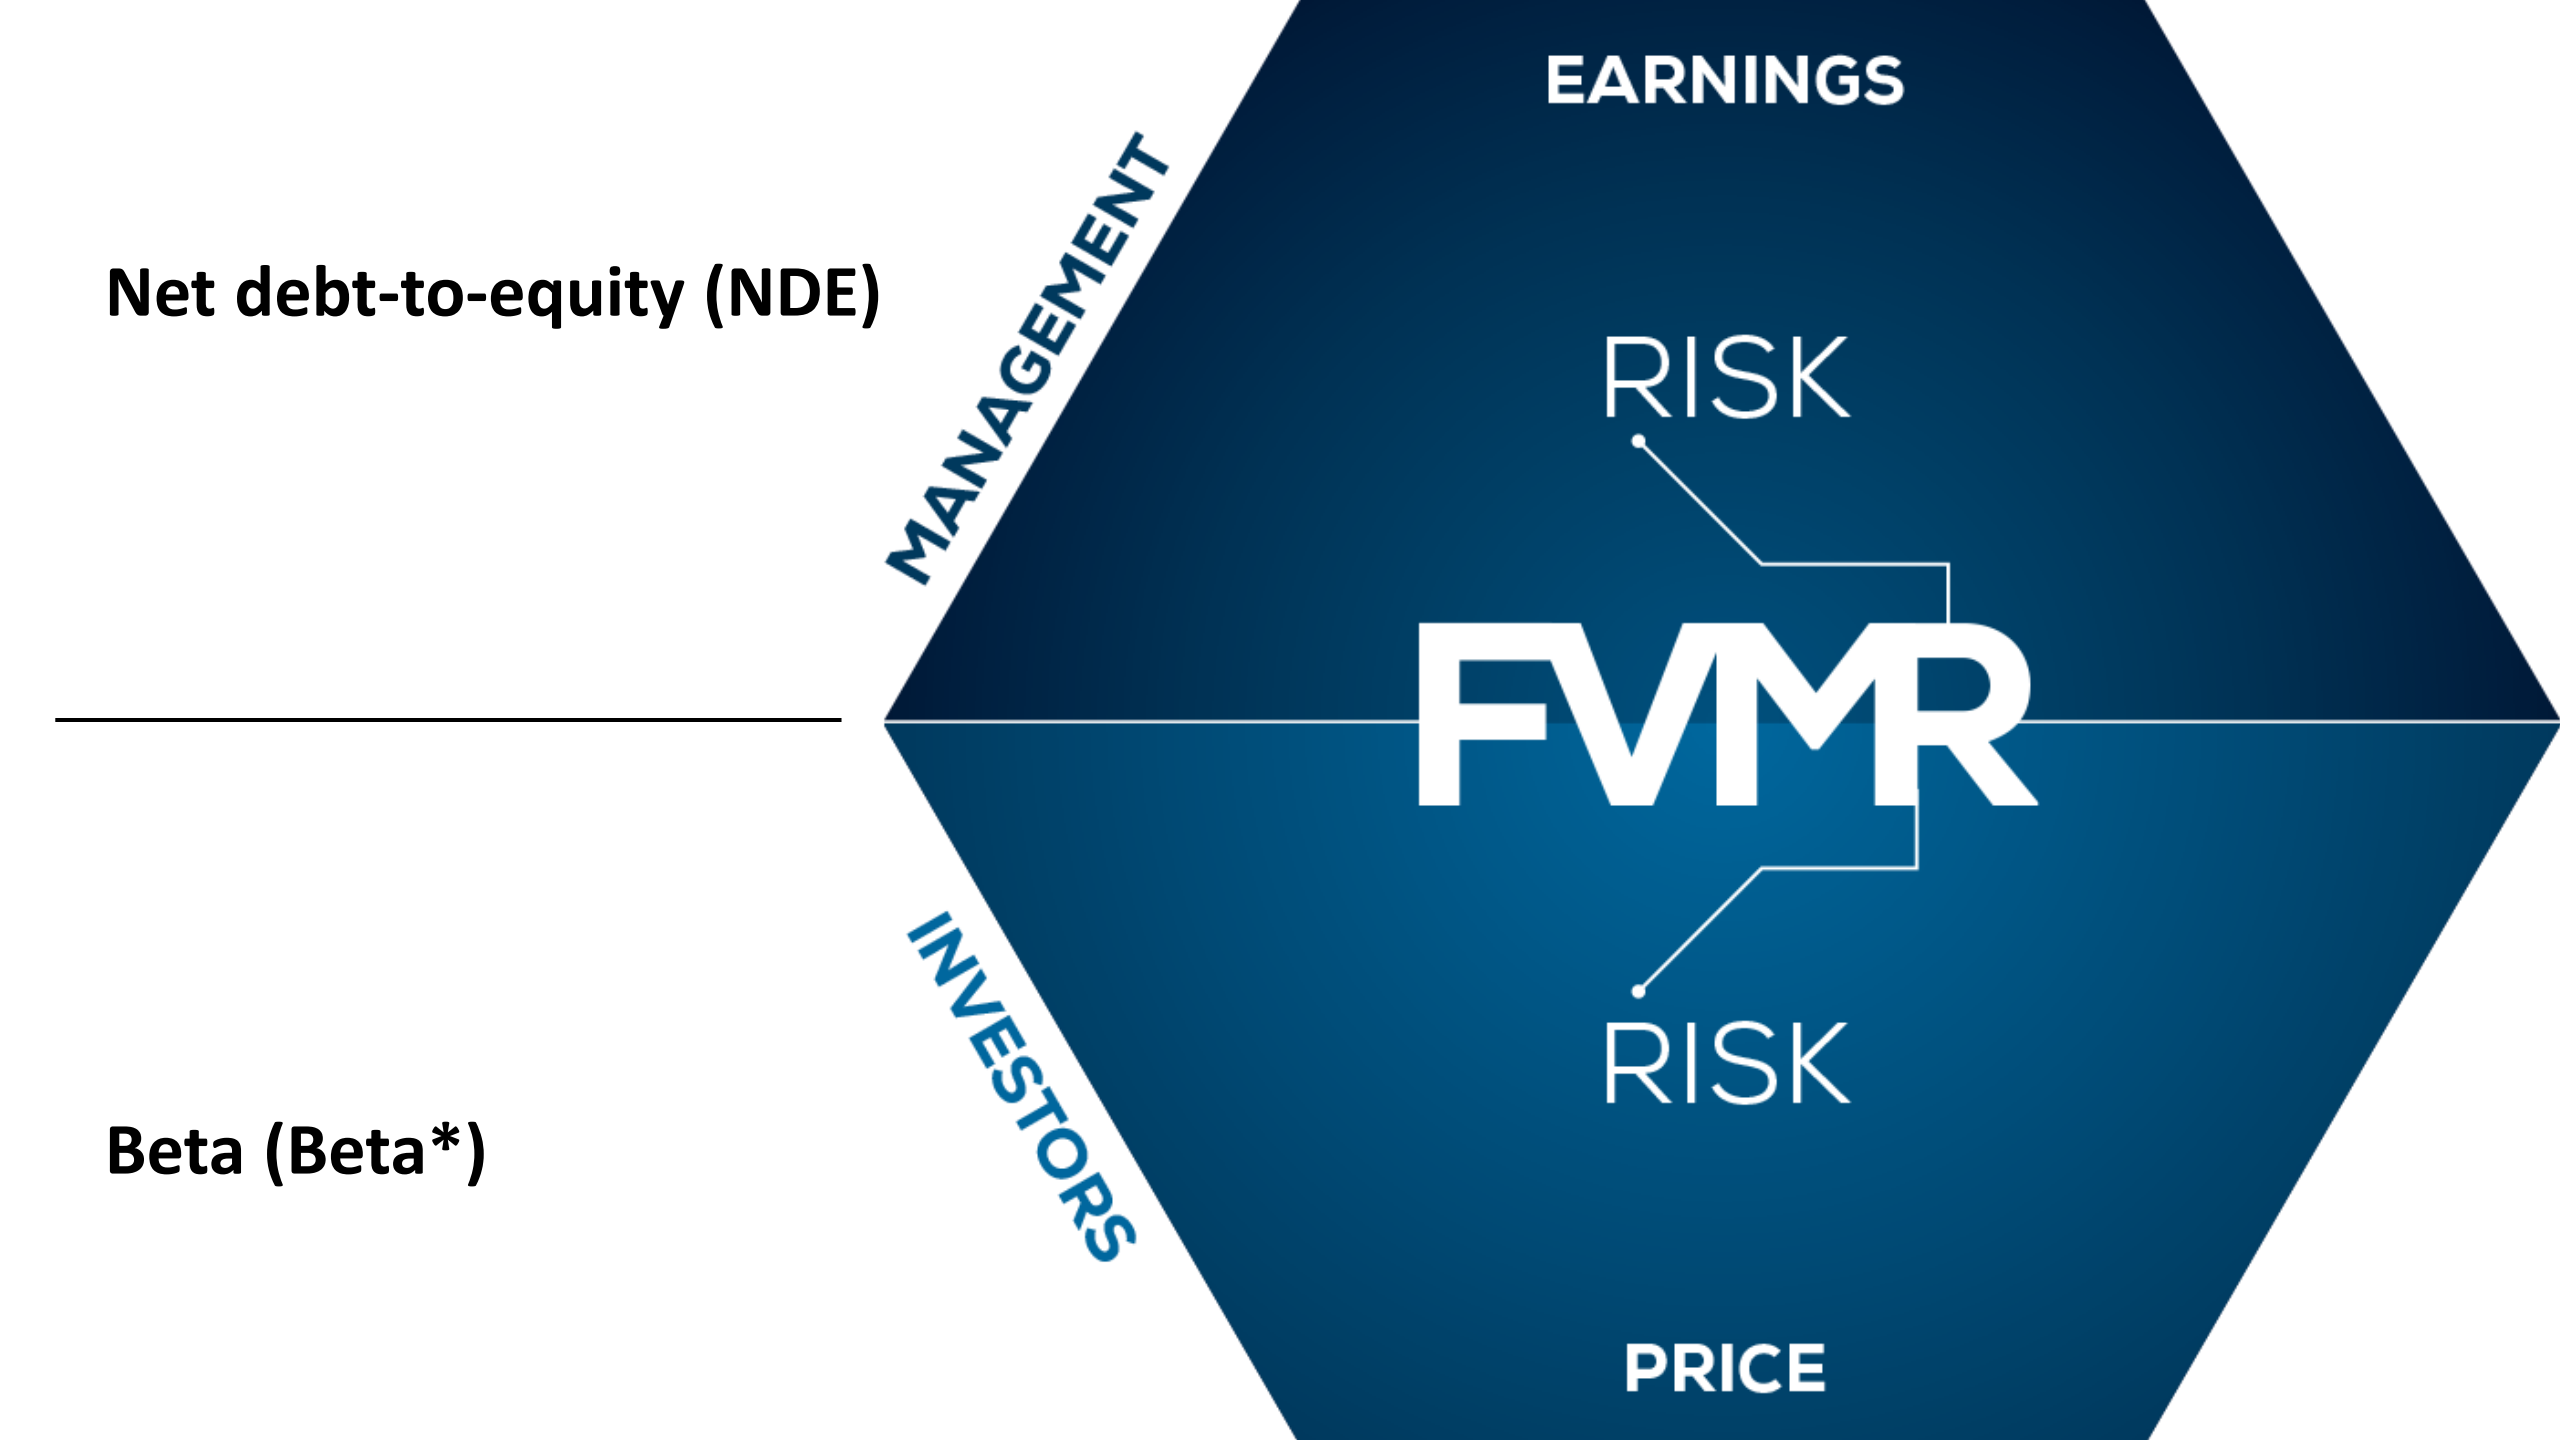 EARNINGS
MANAGEMENT
Net debt-to-equity (NDE)
RISK
FVMR
INVESTORS
RISK
Beta (Beta*)
PRICE